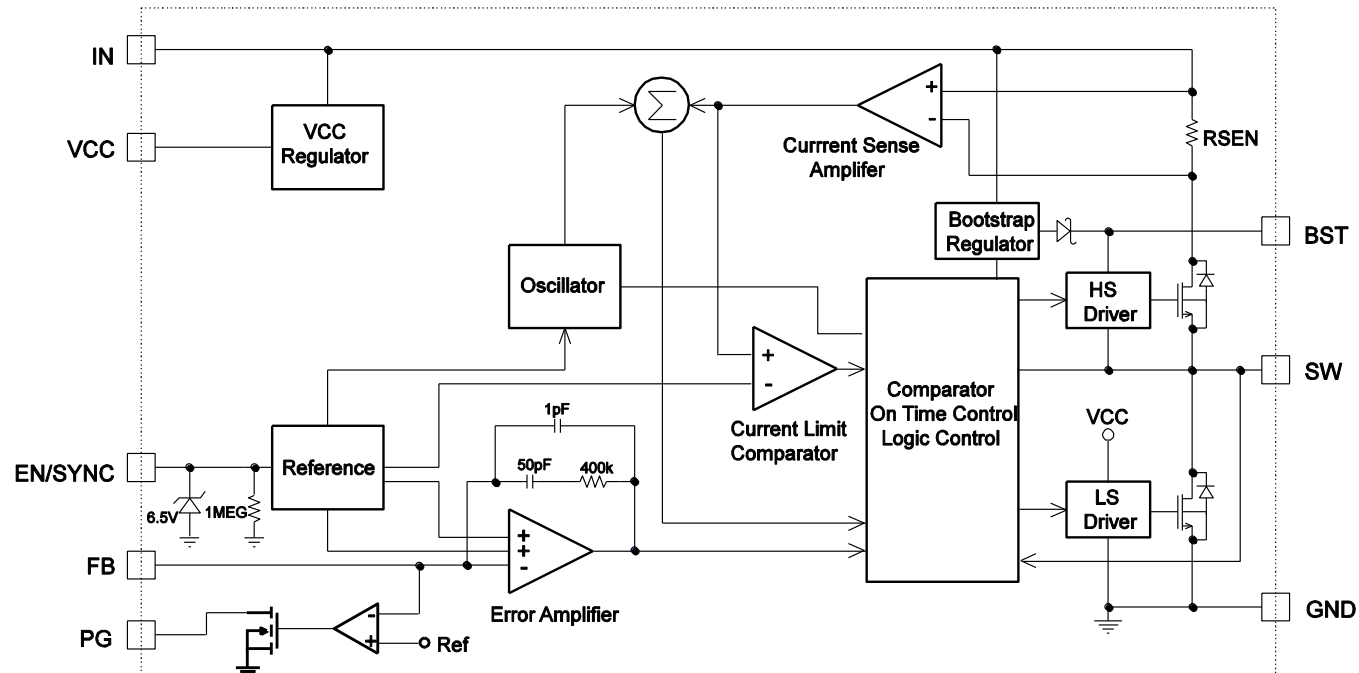 IN
VCC
VCC
Regulator
Σ
+
-
Currrent Sense
Amplifer
RSEN
Bootstrap
Regulator
BST
Oscillator
HS
Driver
+
-
Current Limit
Comparator
Comparator
On Time Control
Logic Control
SW
VCC
1pF
50pF
400k
EN/SYNC
Reference
6.5V
1MEG
LS
Driver
+
+
-
Error Amplifier
FB
PG
-
+
Ref
GND